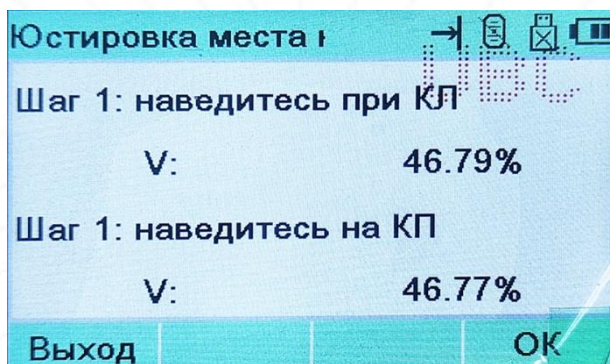 Юстировка места н
Шаг 1: наведитесь при КЛ
V: 46.79%
Шаг 1: наведитесь на КП
V: 46.77%
Выход OK